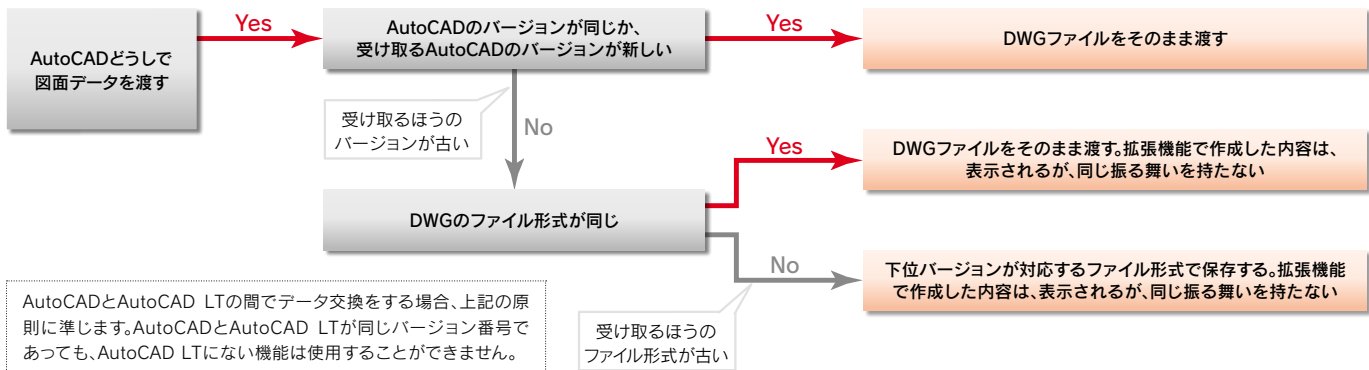 AutoCADどうしで
図面データを渡す
Yes
AutoCADのバージョンが同じか、
受け取るAutoCADのバージョンが新しい
Yes
DWGファイルをそのまま渡す
受け取るほうの
バージョンが古い
No
DWGのファイル形式が同じ
Yes
DWGファイルをそのまま渡す。拡張機能で作成した内容は、
表示されるが、同じ振る舞いを持たない
No
下位バージョンが対応するファイル形式で保存する。拡張機能
で作成した内容は、表示されるが、同じ振る舞いを持たない
受け取るほうの
ファイル形式が古い
AutoCADとAutoCAD LTの間でデータ交換をする場合、上記の原
則に準じます。AutoCADとAutoCAD LTが同じバージョン番号で
あっても、AutoCAD LTにない機能は使用することができません。